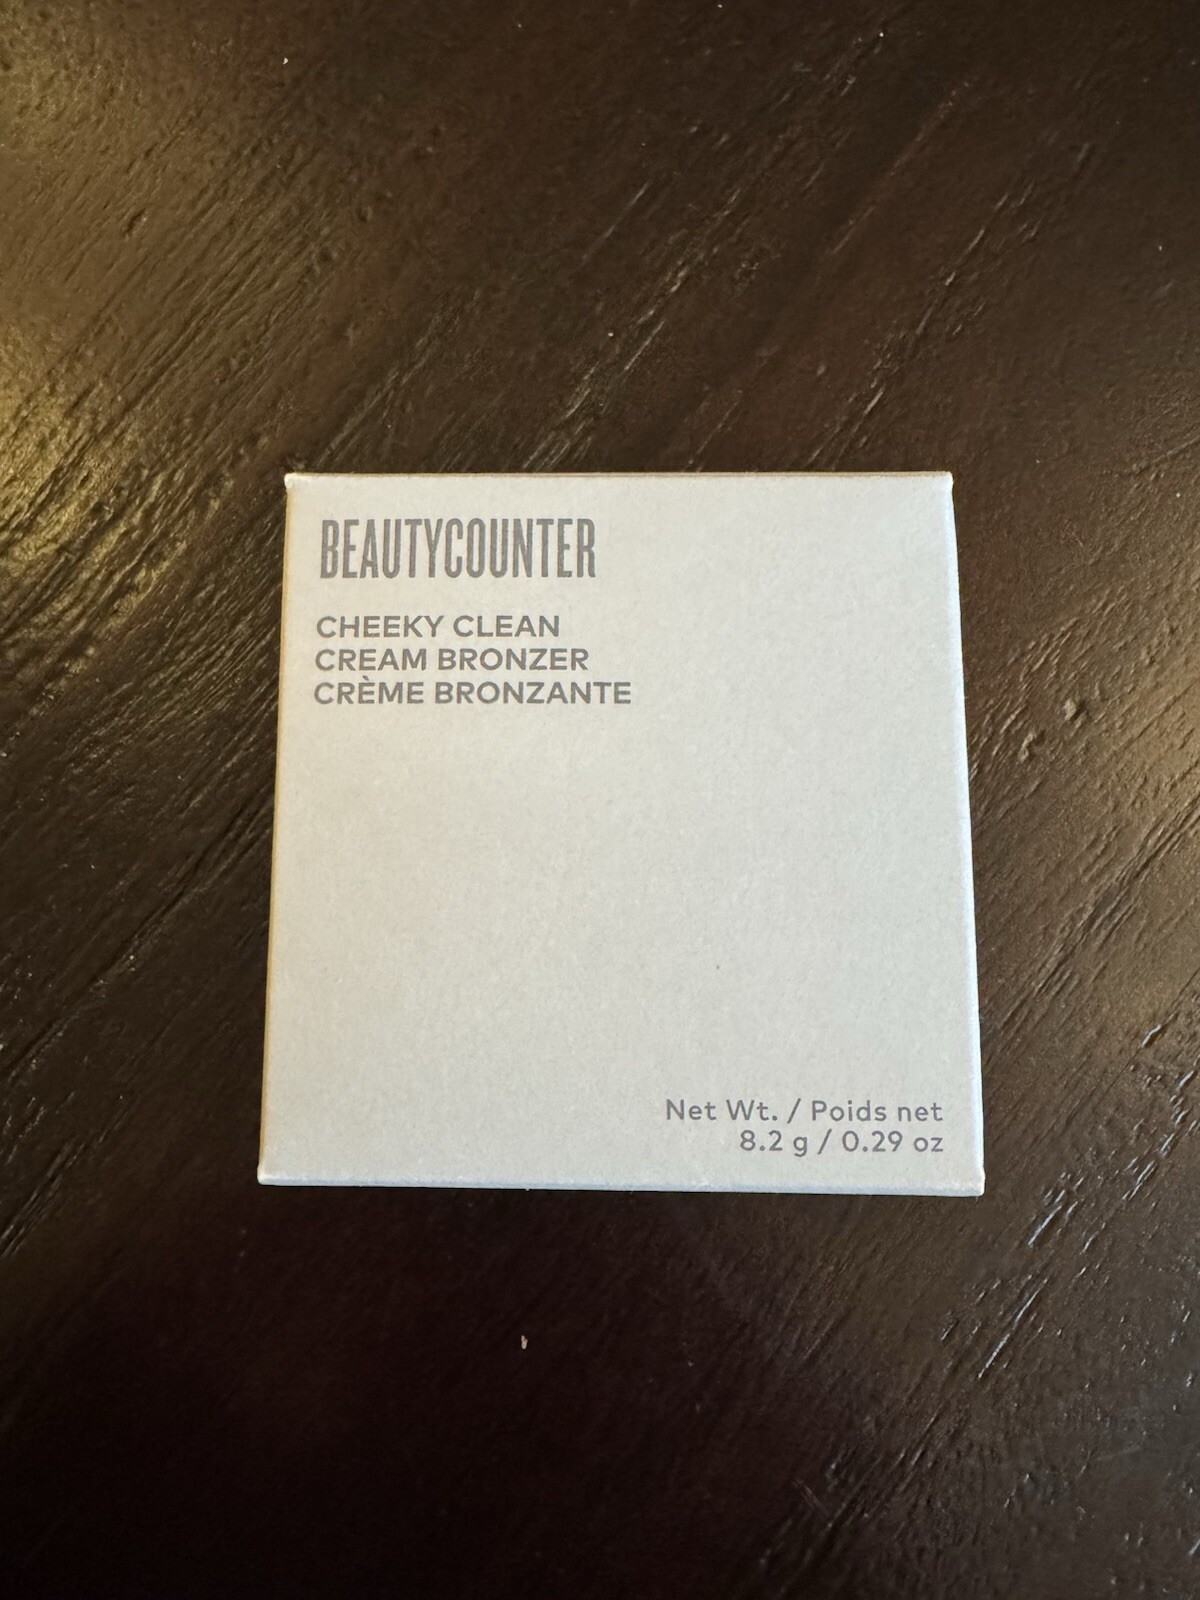 BEAUTYCOUNTER
CHEEKY CLEAN
CREAM BRONZER
CRÈME BRONZANTE
Net Wt. / Poids net
8.2 g / 0.29 oz